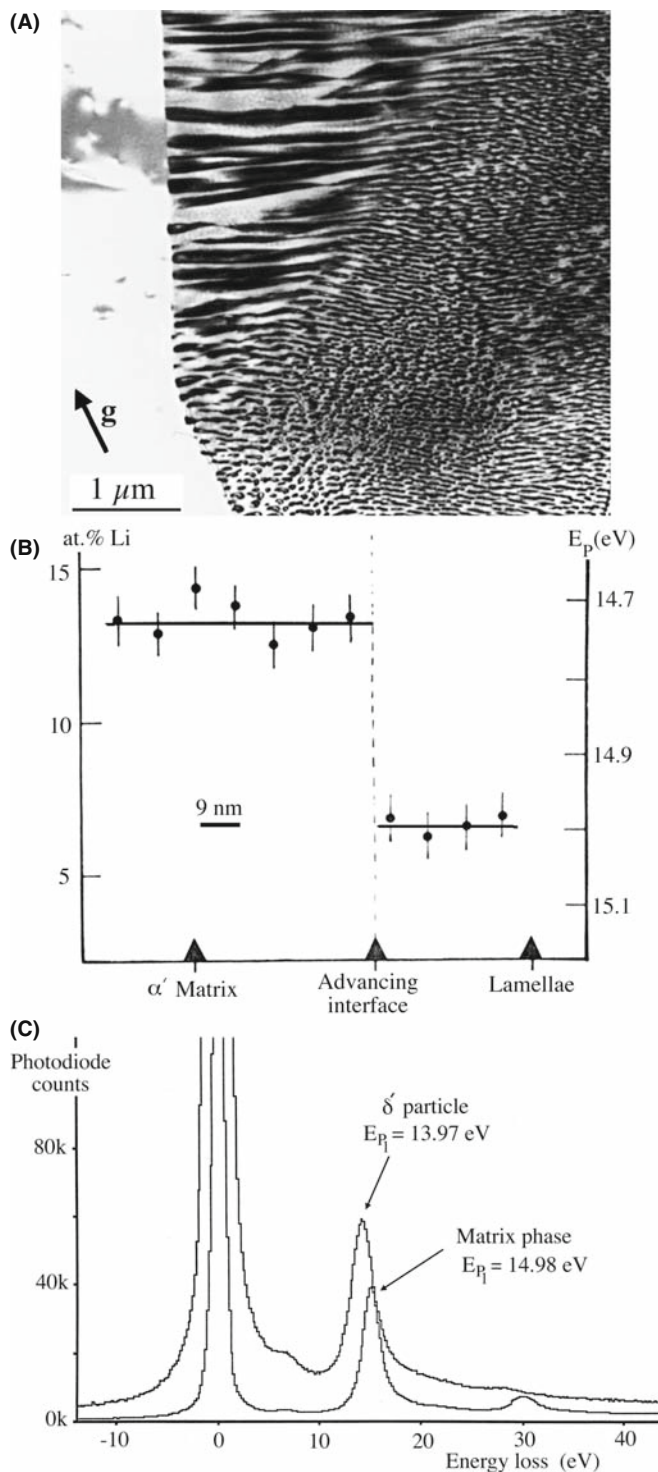 (A)
g
1 µm
(B)
at.% Li
E_P(eV)
15
10
5
14.7
14.9
15.1
9 nm
α′ Matrix
Advancing
interface
Lamellae
(C)
Photodiode
counts
80k
40k
0k
δ′ particle
E_Pl = 13.97 eV
Matrix phase
E_Pl = 14.98 eV
-10
0
10
20
30
40
Energy loss (eV)